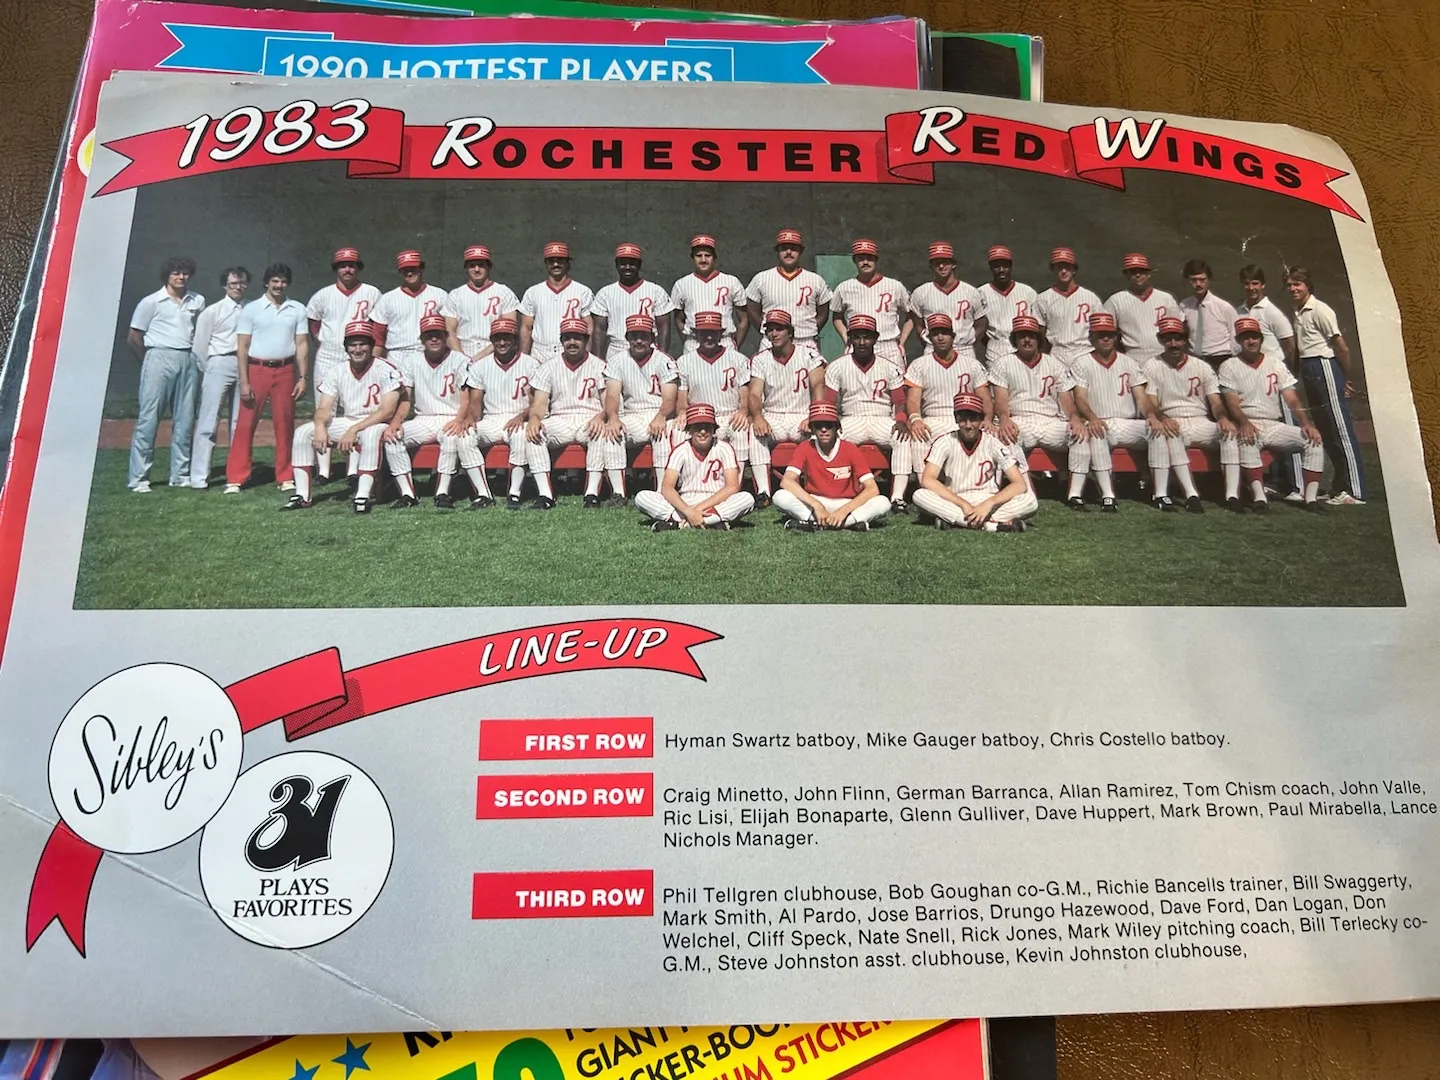 1990 HOTTEST PLAYERS
1983 ROCHESTER RED WINGS
LINE-UP
Sibley's
31
PLAYS
FAVORITES
FIRST ROW
Hyman Swartz batboy, Mike Gauger batboy, Chris Costello batboy.
SECOND ROW
Craig Minetto, John Flinn, German Barranca, Allan Ramirez, Tom Chism coach, John Valle,
Ric Lisi, Elijah Bonaparte, Glenn Gulliver, Dave Huppert, Mark Brown, Paul Mirabella, Lance
Nichols Manager.
THIRD ROW
Phil Tellgren clubhouse, Bob Goughan co-G.M., Richie Bancells trainer, Bill Swaggerty,
Mark Smith, Al Pardo, Jose Barrios, Drungo Hazewood, Dave Ford, Dan Logan, Don
Welchel, Cliff Speck, Nate Snell, Rick Jones, Mark Wiley pitching coach, Bill Terlecky co-
G.M., Steve Johnston asst. clubhouse, Kevin Johnston clubhouse,
GIANT
STICKER